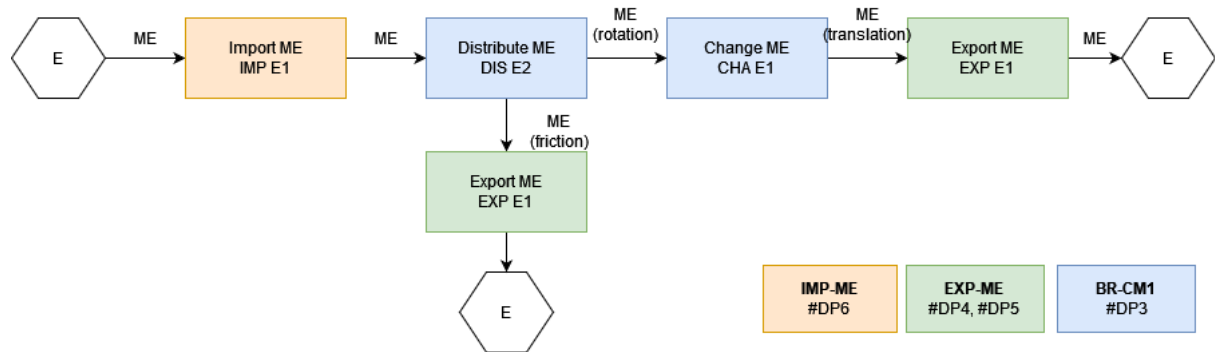 E
ME
Import ME
IMP E1
ME
Distribute ME
DIS E2
ME
(rotation)
Change ME
CHA E1
ME
(translation)
Export ME
EXP E1
ME
E
ME
(friction)
Export ME
EXP E1
E
IMP-ME
#DP6
EXP-ME
#DP4, #DP5
BR-CM1
#DP3